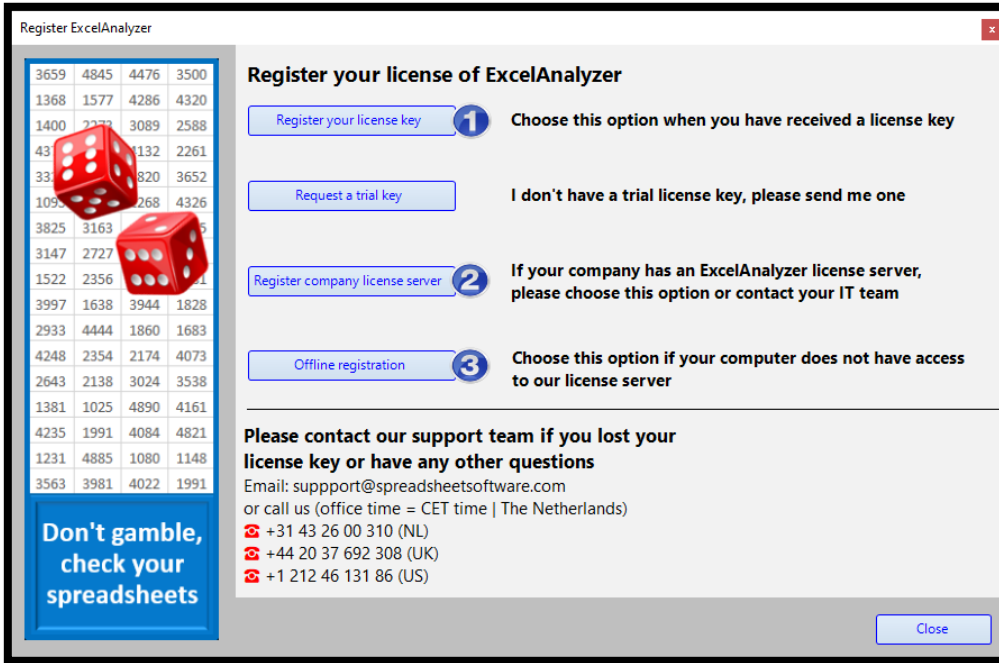 Register ExcelAnalyzer
x
3659 4845 4476 3500
1368 1577 4286 4320
1400 3089 2588
4132 2261
820 3652
4326
3825 3163
3147 2727
1522 2356
3997 1638 3944 1828
2933 4444 1860 1683
4248 2354 2174 4073
2643 2138 3024 3538
1381 1025 4890 4161
4235 1991 4084 4821
1231 4885 1080 1148
3563 3981 4022 1991
Don't gamble,
check your
spreadsheets
Register your license of ExcelAnalyzer
Register your license key 1 Choose this option when you have received a license key
Request a trial key I don't have a trial license key, please send me one
Register company license server 2 If your company has an ExcelAnalyzer license server,
please choose this option or contact your IT team
Offline registration 3 Choose this option if your computer does not have access
to our license server
Please contact our support team if you lost your
license key or have any other questions
Email: suppport@spreadsheetsoftware.com
or call us (office time = CET time | The Netherlands)
☎ +31 43 26 00 310 (NL)
☎ +44 20 37 692 308 (UK)
☎ +1 212 46 131 86 (US)
Close